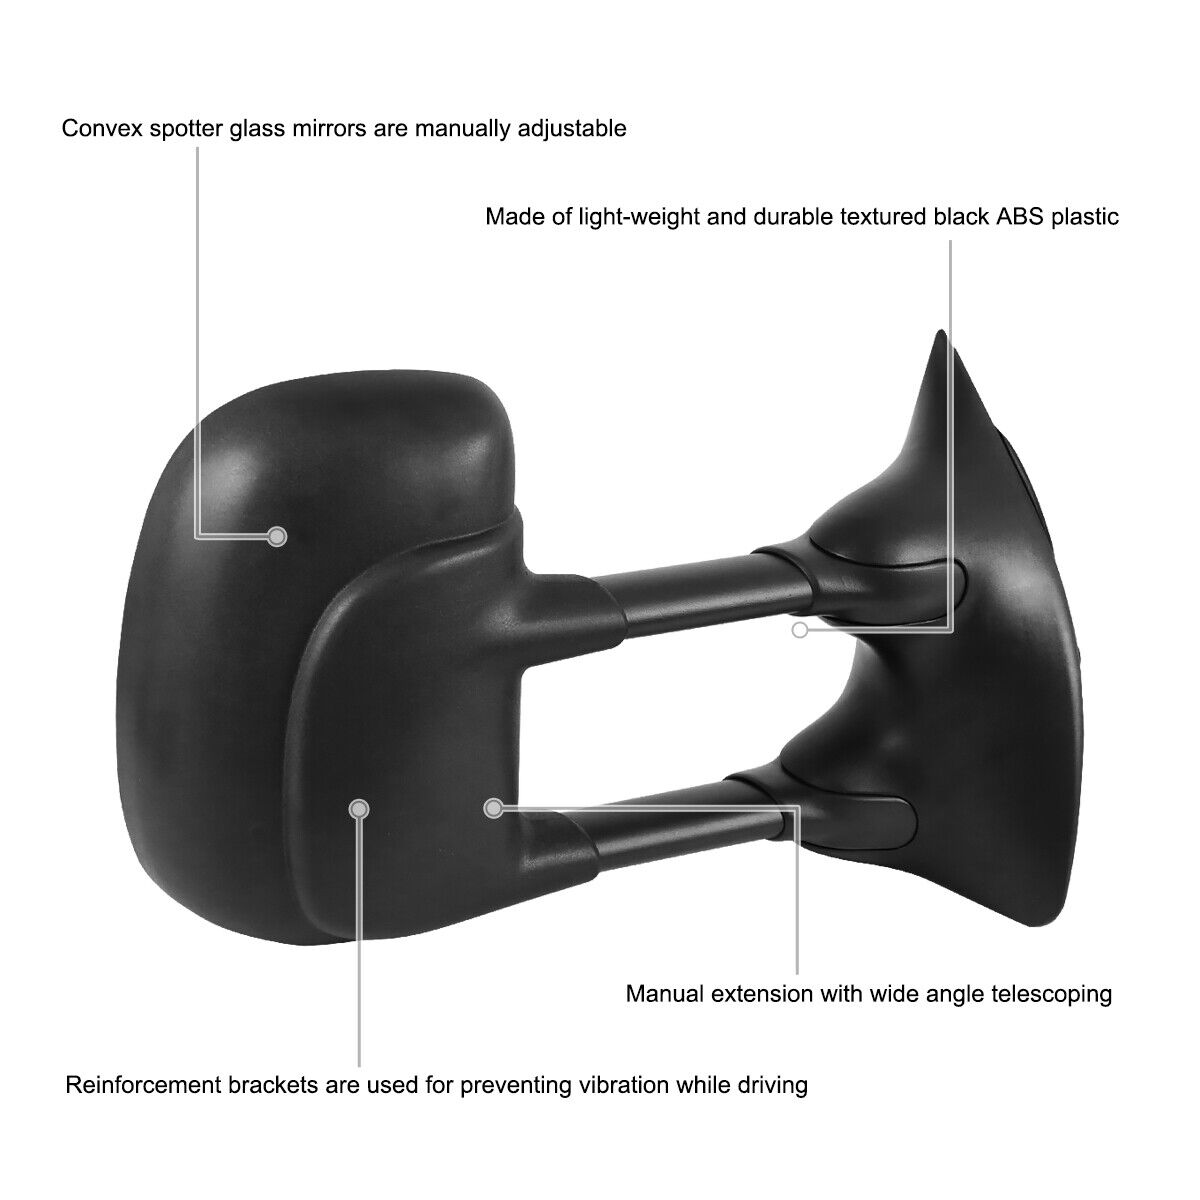 Convex spotter glass mirrors are manually adjustable
Made of light-weight and durable textured black ABS plastic
Manual extension with wide angle telescoping
Reinforcement brackets are used for preventing vibration while driving